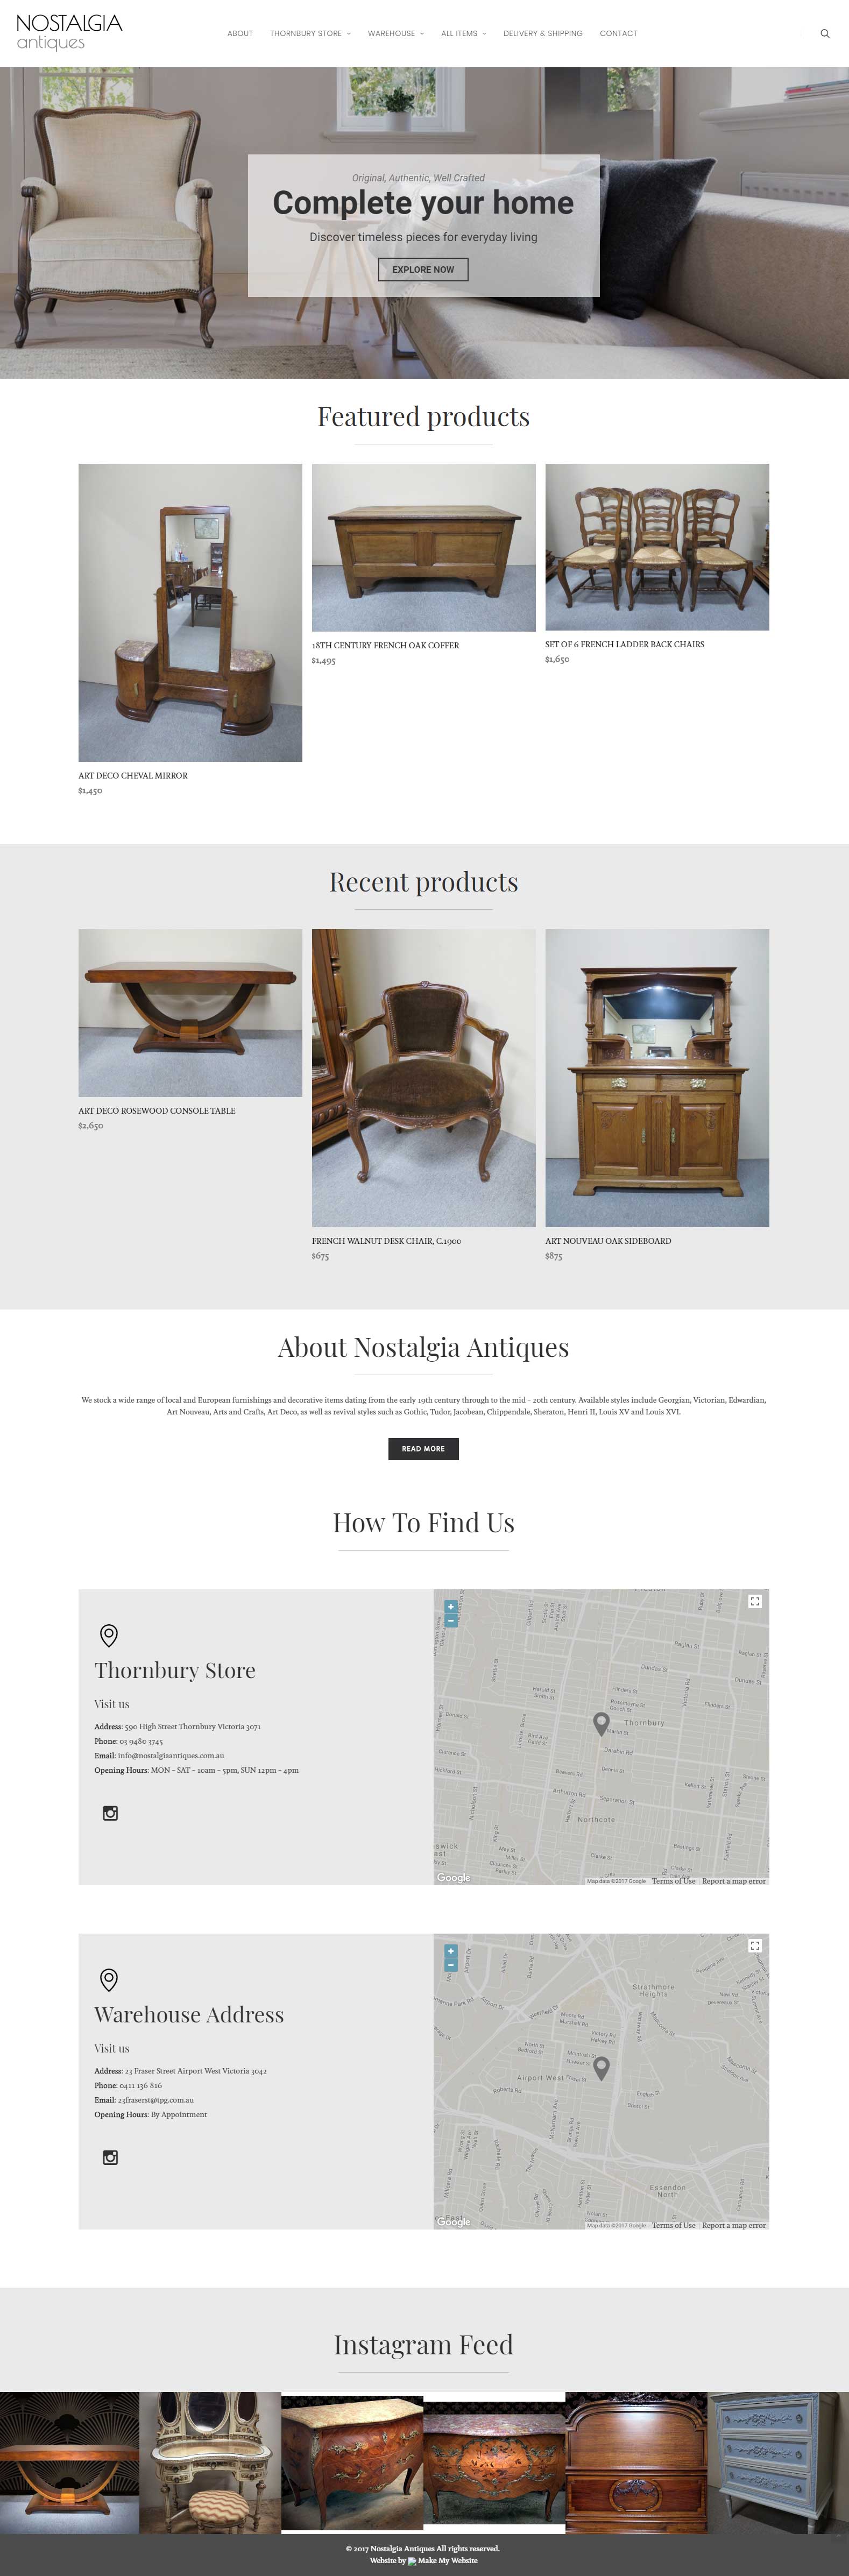 NOSTALGIA
antiques
ABOUT THORNBURY STORE WAREHOUSE ALL ITEMS DELIVERY & SHIPPING CONTACT
Original, Authentic, Well Crafted
Complete your home
Discover timeless pieces for everyday living
EXPLORE NOW
Featured products
ART DECO CHEVAL MIRROR
$1,450
18TH CENTURY FRENCH OAK COFFER
$1,495
SET OF 6 FRENCH LADDER BACK CHAIRS
$1,650
Recent products
ART DECO ROSEWOOD CONSOLE TABLE
$2,650
FRENCH WALNUT DESK CHAIR, C.1900
$675
ART NOUVEAU OAK SIDEBOARD
$875
About Nostalgia Antiques
We stock a wide range of local and European furnishings and decorative items dating from the early 19th century through to the mid - 20th century. Available styles include Georgian, Victorian, Edwardian,
Art Nouveau, Arts and Crafts, Art Deco, as well as revival styles such as Gothic, Tudor, Jacobean, Chippendale, Sheraton, Henri II, Louis XV and Louis XVI.
READ MORE
How To Find Us
Thornbury Store
Visit us
Address: 590 High Street Thornbury Victoria 3071
Phone: 03 9480 3745
Email: info@nostalgiaantiques.com.au
Opening Hours: MON - SAT - 10am - 5pm, SUN 12pm - 4pm
Raglan St
Dundas St
Thornbury
Darebin Rd
Separation St
Northcote
Google
Map data ©2017 Google Terms of Use Report a map error
Warehouse Address
Visit us
Address: 23 Fraser Street Airport West Victoria 3042
Phone: 0411 136 816
Email: 23fraserst@tpg.com.au
Opening Hours: By Appointment
Strathmore
Heights
Airport West
English St
Essendon
North
Google
Map data ©2017 Google Terms of Use Report a map error
Instagram Feed
© 2017 Nostalgia Antiques All rights reserved.
Website by Make My Website